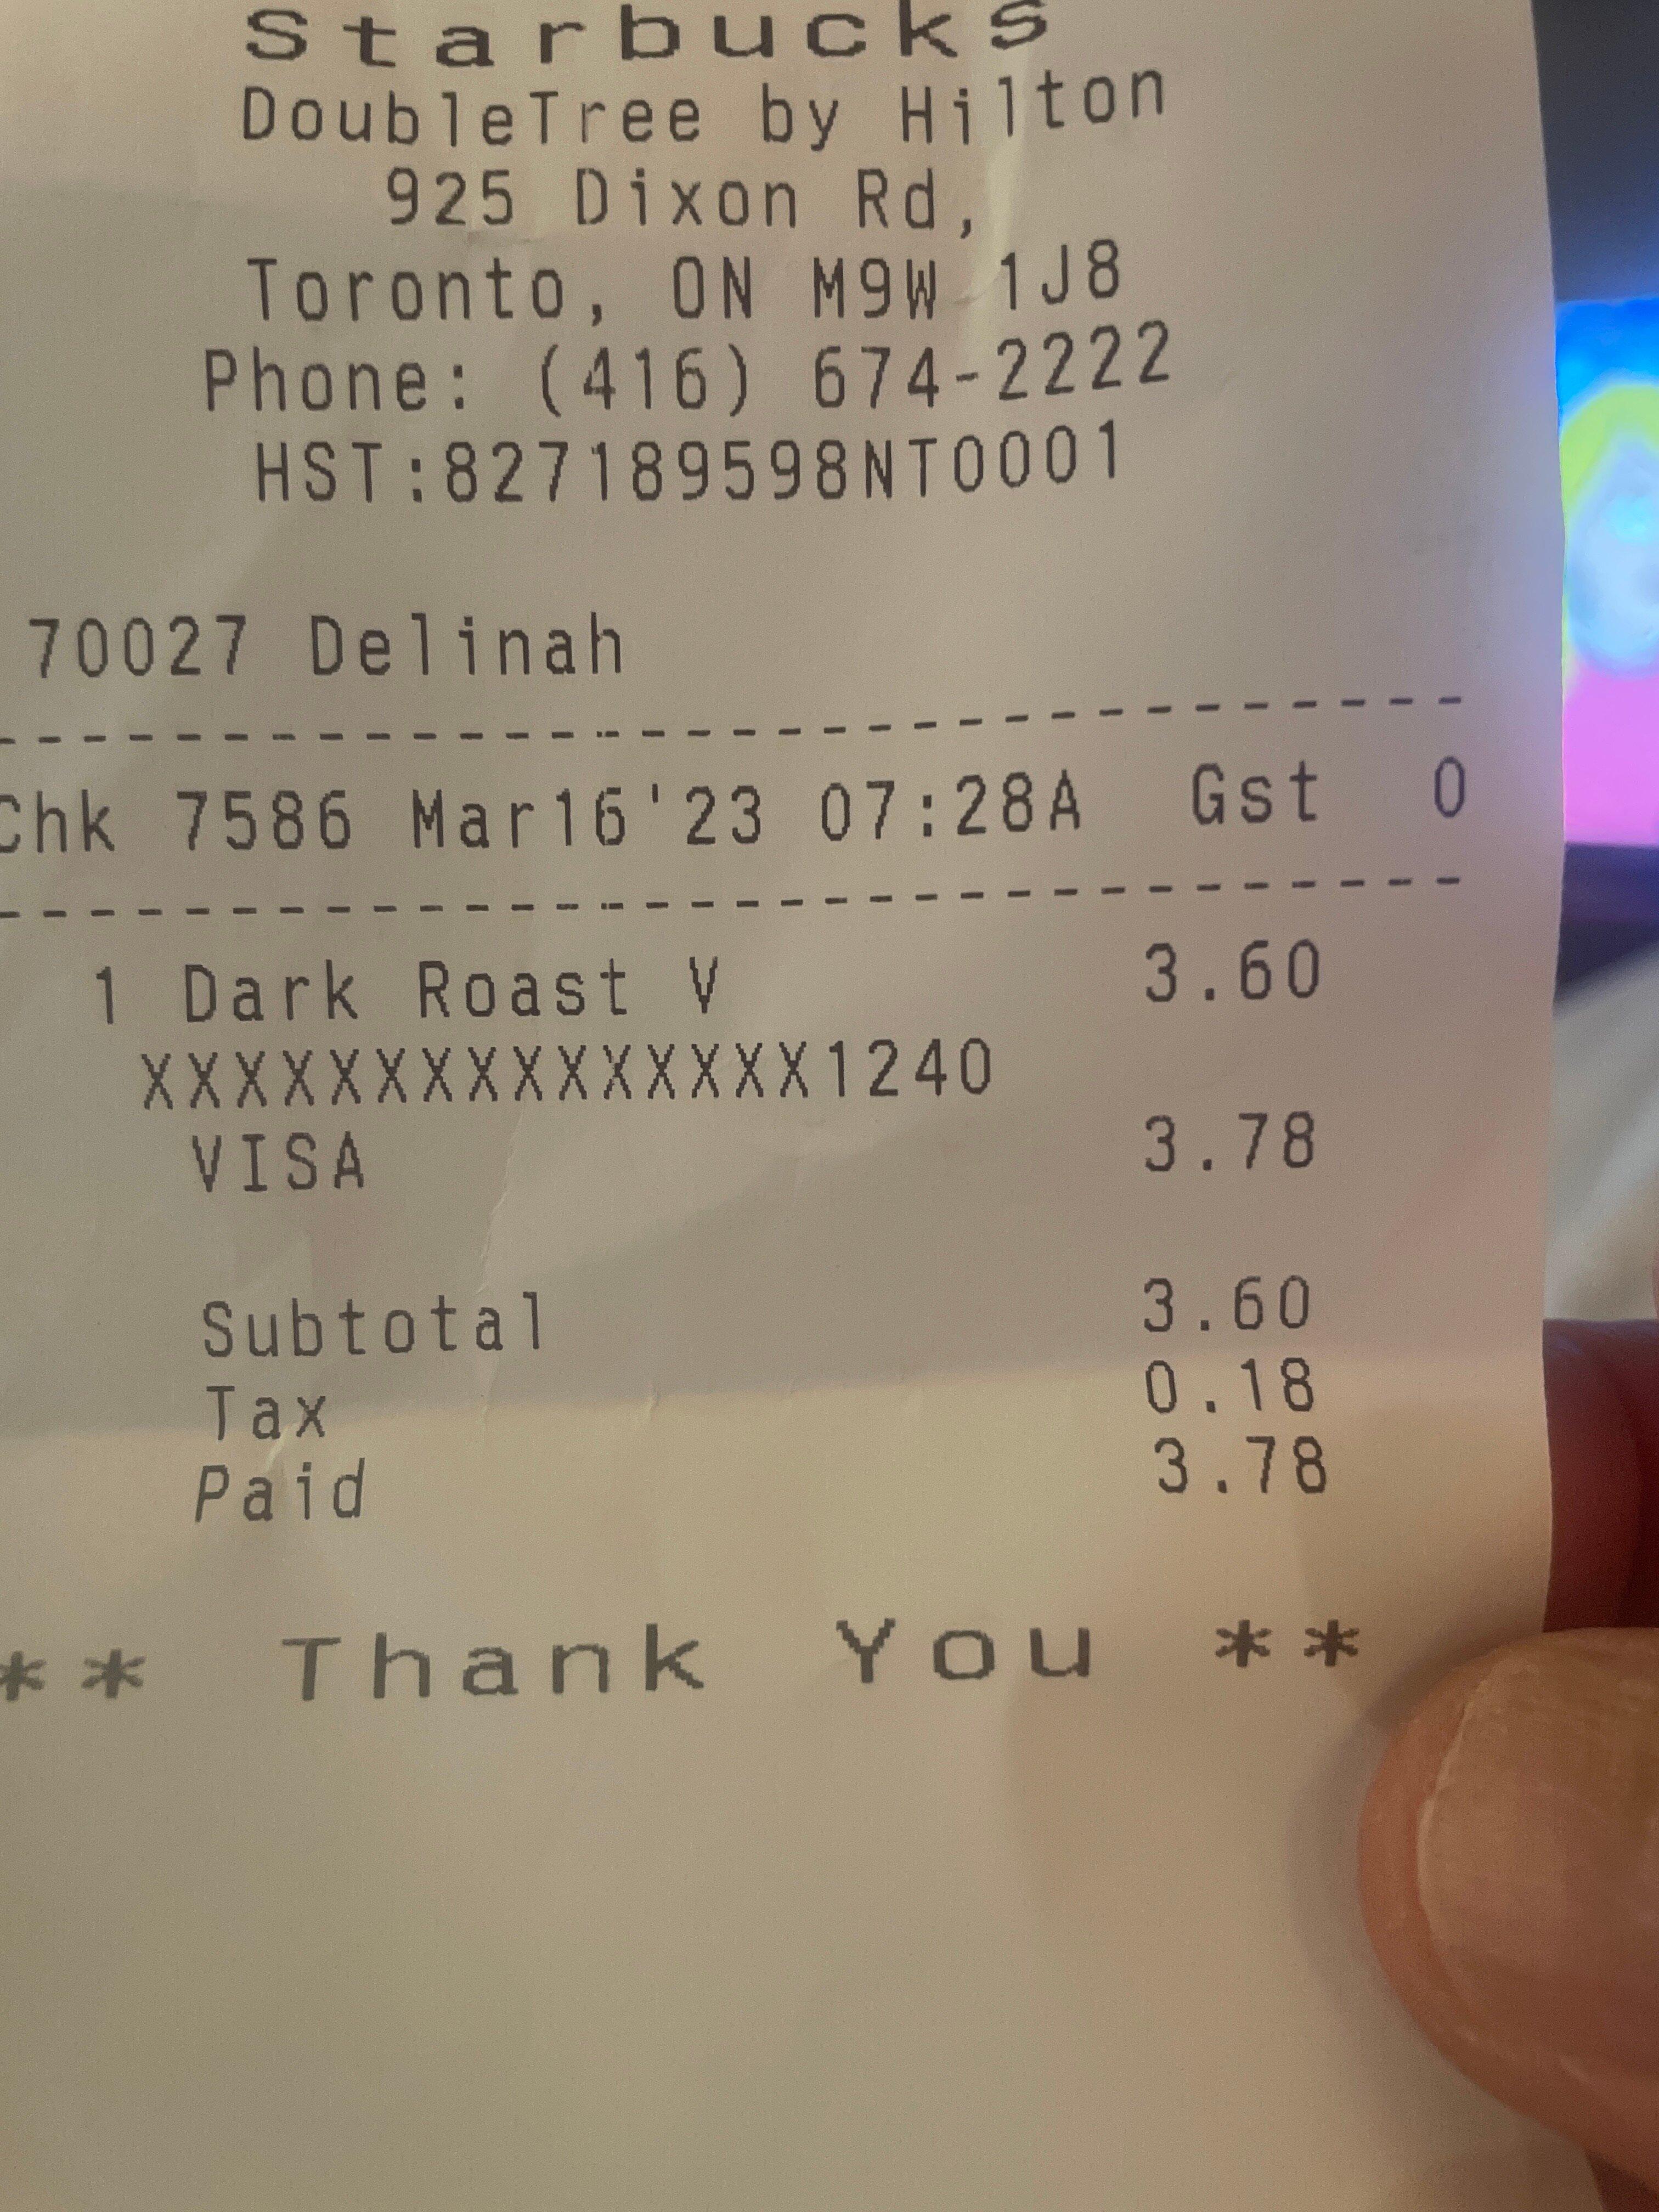 Starbucks
DoubleTree by Hilton
925 Dixon Rd,
Toronto, ON M9W 1J8
Phone: (416) 674-2222
HST:827189598NT0001
70027 Delinah
--------------------------------
Chk 7586 Mar16'23 07:28A Gst 0
--------------------------------
1 Dark Roast V 3.60
XXXXXXXXXXXXXXX1240
VISA 3.78
Subtotal 3.60
Tax 0.18
Paid 3.78
** Thank You **